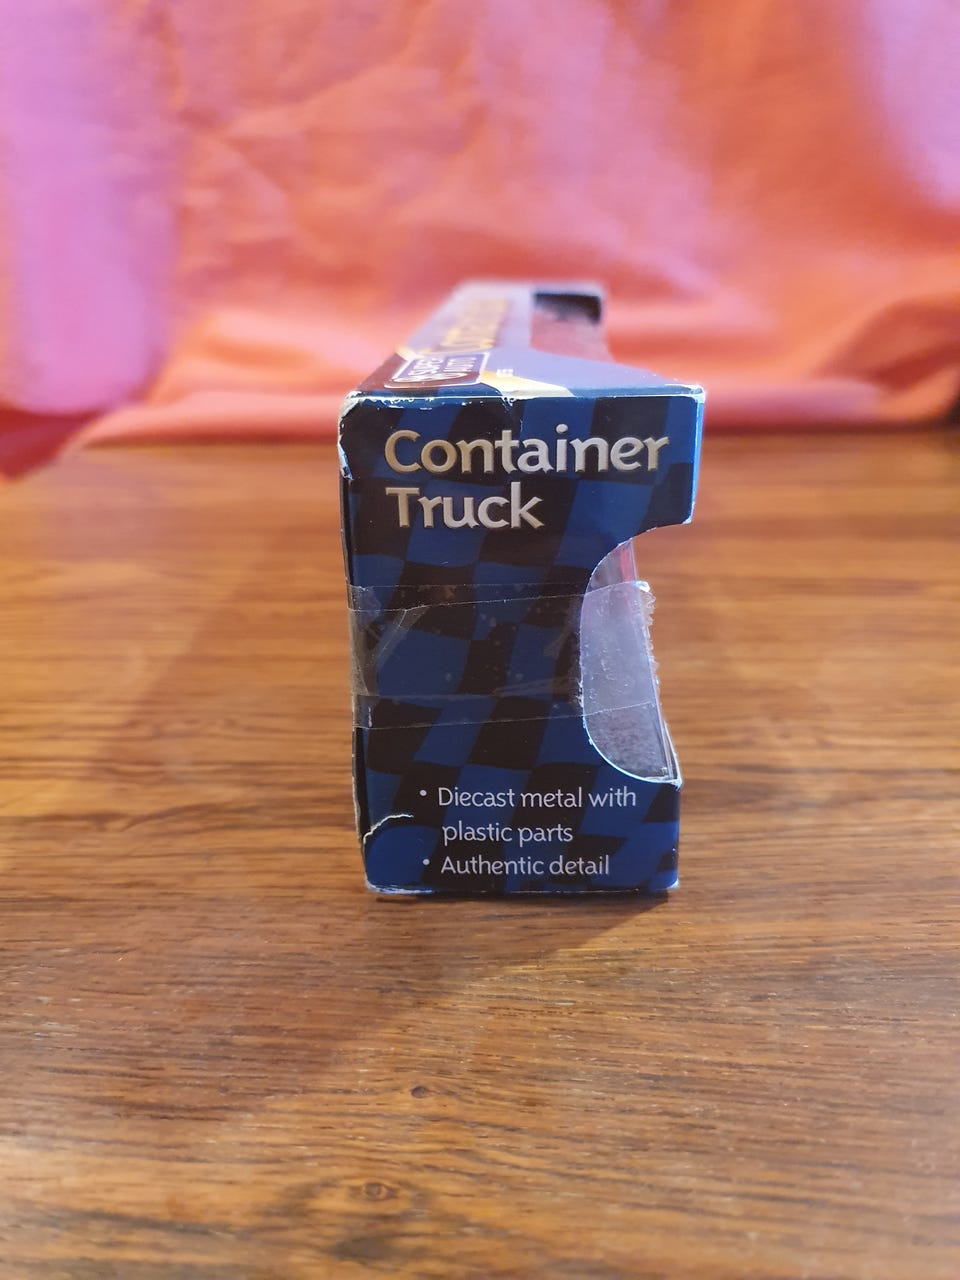 Container
Truck
• Diecast metal with
plastic parts
• Authentic detail